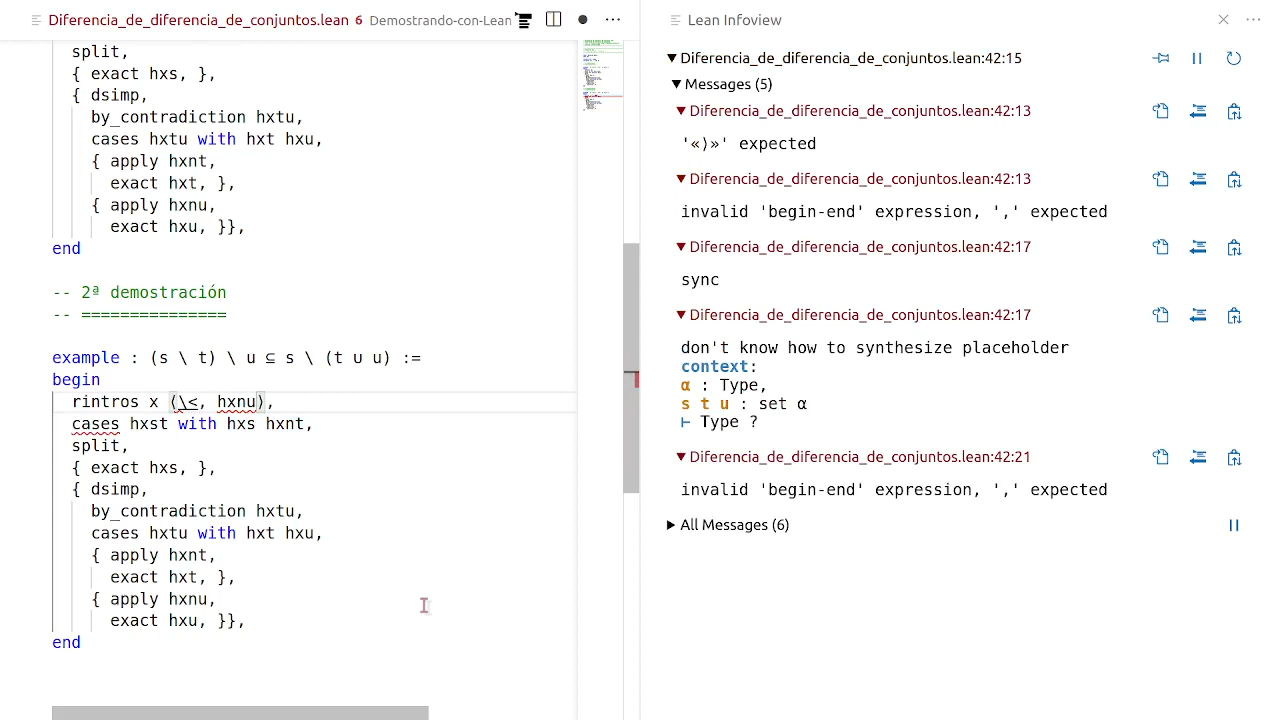 Diferencia_de_diferencia_de_conjuntos.lean 6 Demostrando-con-Lean
split,
{ exact hxs, },
{ dsimp,
by_contradiction hxtu,
cases hxtu with hxt hxu,
{ apply hxnt,
exact hxt, },
{ apply hxnu,
exact hxu, }},
end
-- 2ª demostración
-- ===============
example : (s \ t) \ u ⊆ s \ (t ∪ u) :=
begin
rintros x ⟨\<, hxnu⟩,
cases hxst with hxs hxnt,
split,
{ exact hxs, },
{ dsimp,
by_contradiction hxtu,
cases hxtu with hxt hxu,
{ apply hxnt,
exact hxt, },
{ apply hxnu,
exact hxu, }},
end
Lean Infoview
Diferencia_de_diferencia_de_conjuntos.lean:42:15
Messages (5)
Diferencia_de_diferencia_de_conjuntos.lean:42:13
'«⟩»' expected
Diferencia_de_diferencia_de_conjuntos.lean:42:13
invalid 'begin-end' expression, ',' expected
Diferencia_de_diferencia_de_conjuntos.lean:42:17
sync
Diferencia_de_diferencia_de_conjuntos.lean:42:17
don't know how to synthesize placeholder
context:
α : Type,
s t u : set α
⊢ Type ?
Diferencia_de_diferencia_de_conjuntos.lean:42:21
invalid 'begin-end' expression, ',' expected
All Messages (6)